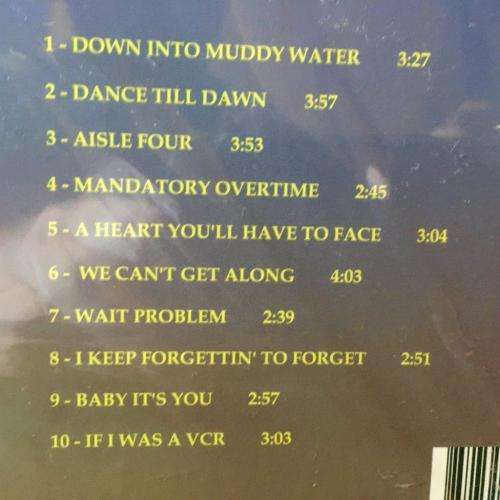 1 - DOWN INTO MUDDY WATER 3:27
2 - DANCE TILL DAWN 3:57
3 - AISLE FOUR 3:53
4 - MANDATORY OVERTIME 2:45
5 - A HEART YOU'LL HAVE TO FACE 3:04
6 - WE CAN'T GET ALONG 4:03
7 - WAIT PROBLEM 2:39
8 - I KEEP FORGETTIN' TO FORGET 2:51
9 - BABY IT'S YOU 2:57
10 - IF I WAS A VCR 3:03